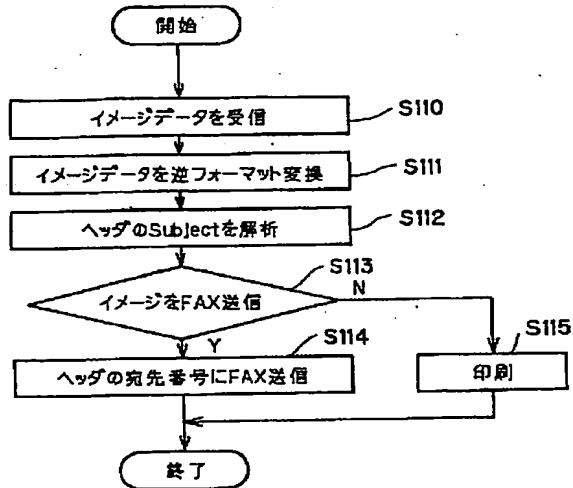 開始
イメージデータを受信
S110
イメージデータを逆フォーマット変換
S111
ヘッダのSubjectを解析
S112
イメージをFAX送信
S113
N
Y
ヘッダの宛先番号にFAX送信
S114
印刷
S115
終了